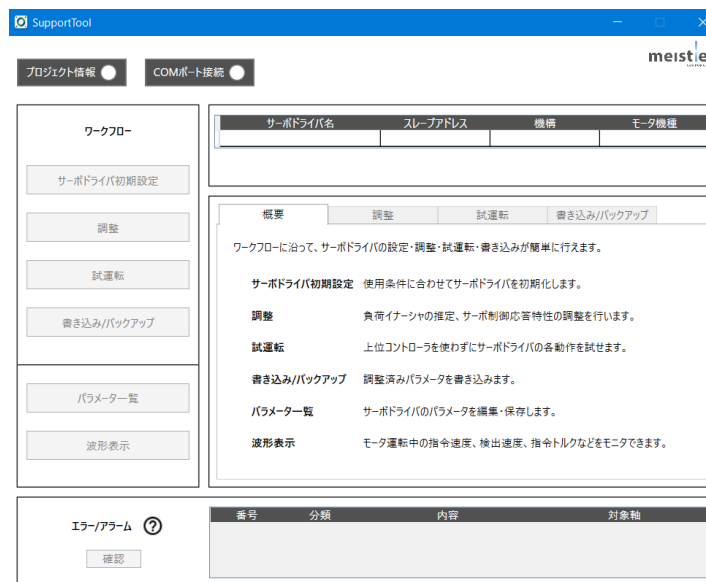 SupportTool
meistle
プロジェクト情報
COMポート接続
ワークフロー
サーボドライバ初期設定
調整
試運転
書き込み/バックアップ
パラメータ一覧
波形表示
サーボドライバ名 スレーブアドレス 機構 モータ機種
概要 調整 試運転 書き込み/バックアップ
ワークフローに沿って、サーボドライバの設定・調整・試運転・書き込みが簡単に行えます。
サーボドライバ初期設定 使用条件に合わせてサーボドライバを初期化します。
調整 負荷イナーシャの推定、サーボ制御応答特性の調整を行います。
試運転 上位コントローラを使わずにサーボドライバの各動作を試せます。
書き込み/バックアップ 調整済みパラメータを書き込みます。
パラメータ一覧 サーボドライバのパラメータを編集・保存します。
波形表示 モータ運転中の指令速度、検出速度、指令トルクなどをモニタできます。
エラー/アラーム ?
確認
番号 分類 内容 対象軸